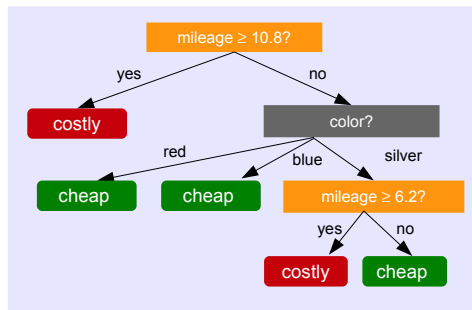 mileage ≥ 10.8?
yes
no
costly
color?
red
blue
silver
cheap
cheap
mileage ≥ 6.2?
yes
no
costly
cheap